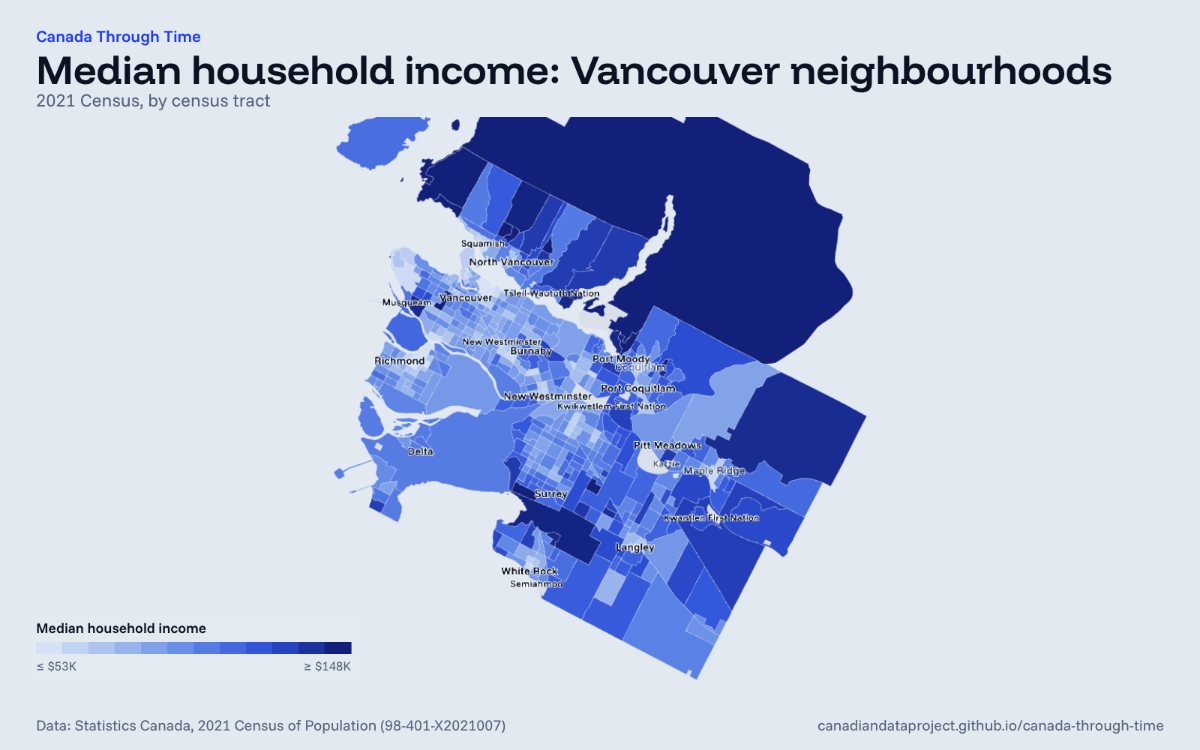 Canada Through Time
Median household income: Vancouver neighbourhoods
2021 Census, by census tract
Squamish
North Vancouver
Tsleil-Waututh Nation
Musqueam
Vancouver
New Westminster
Burnaby
Richmond
Port Moody
Coquitlam
Port Coquitlam
New Westminster
Kwikwetlem First Nation
Pitt Meadows
Delta
Katzie
Maple Ridge
Surrey
Kwantlen First Nation
Langley
White Rock
Semiahmoo
Median household income
≤ $53K
≥ $148K
Data: Statistics Canada, 2021 Census of Population (98-401-X2021007)
canadiandataproject.github.io/canada-through-time